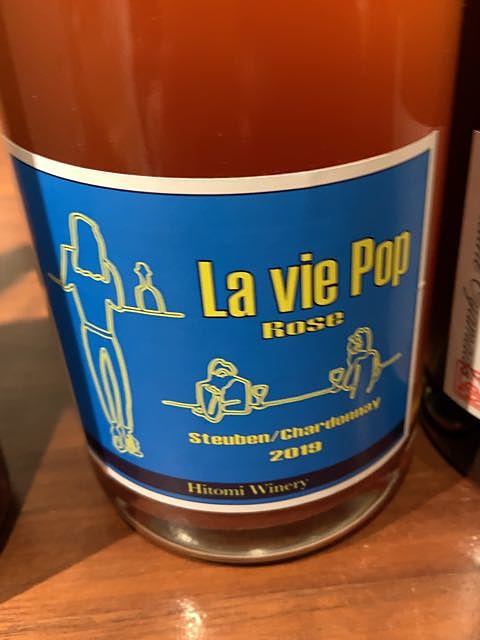 La vie Pop
Rose
Steuben/Chardonnay
2019
Hitomi Winery